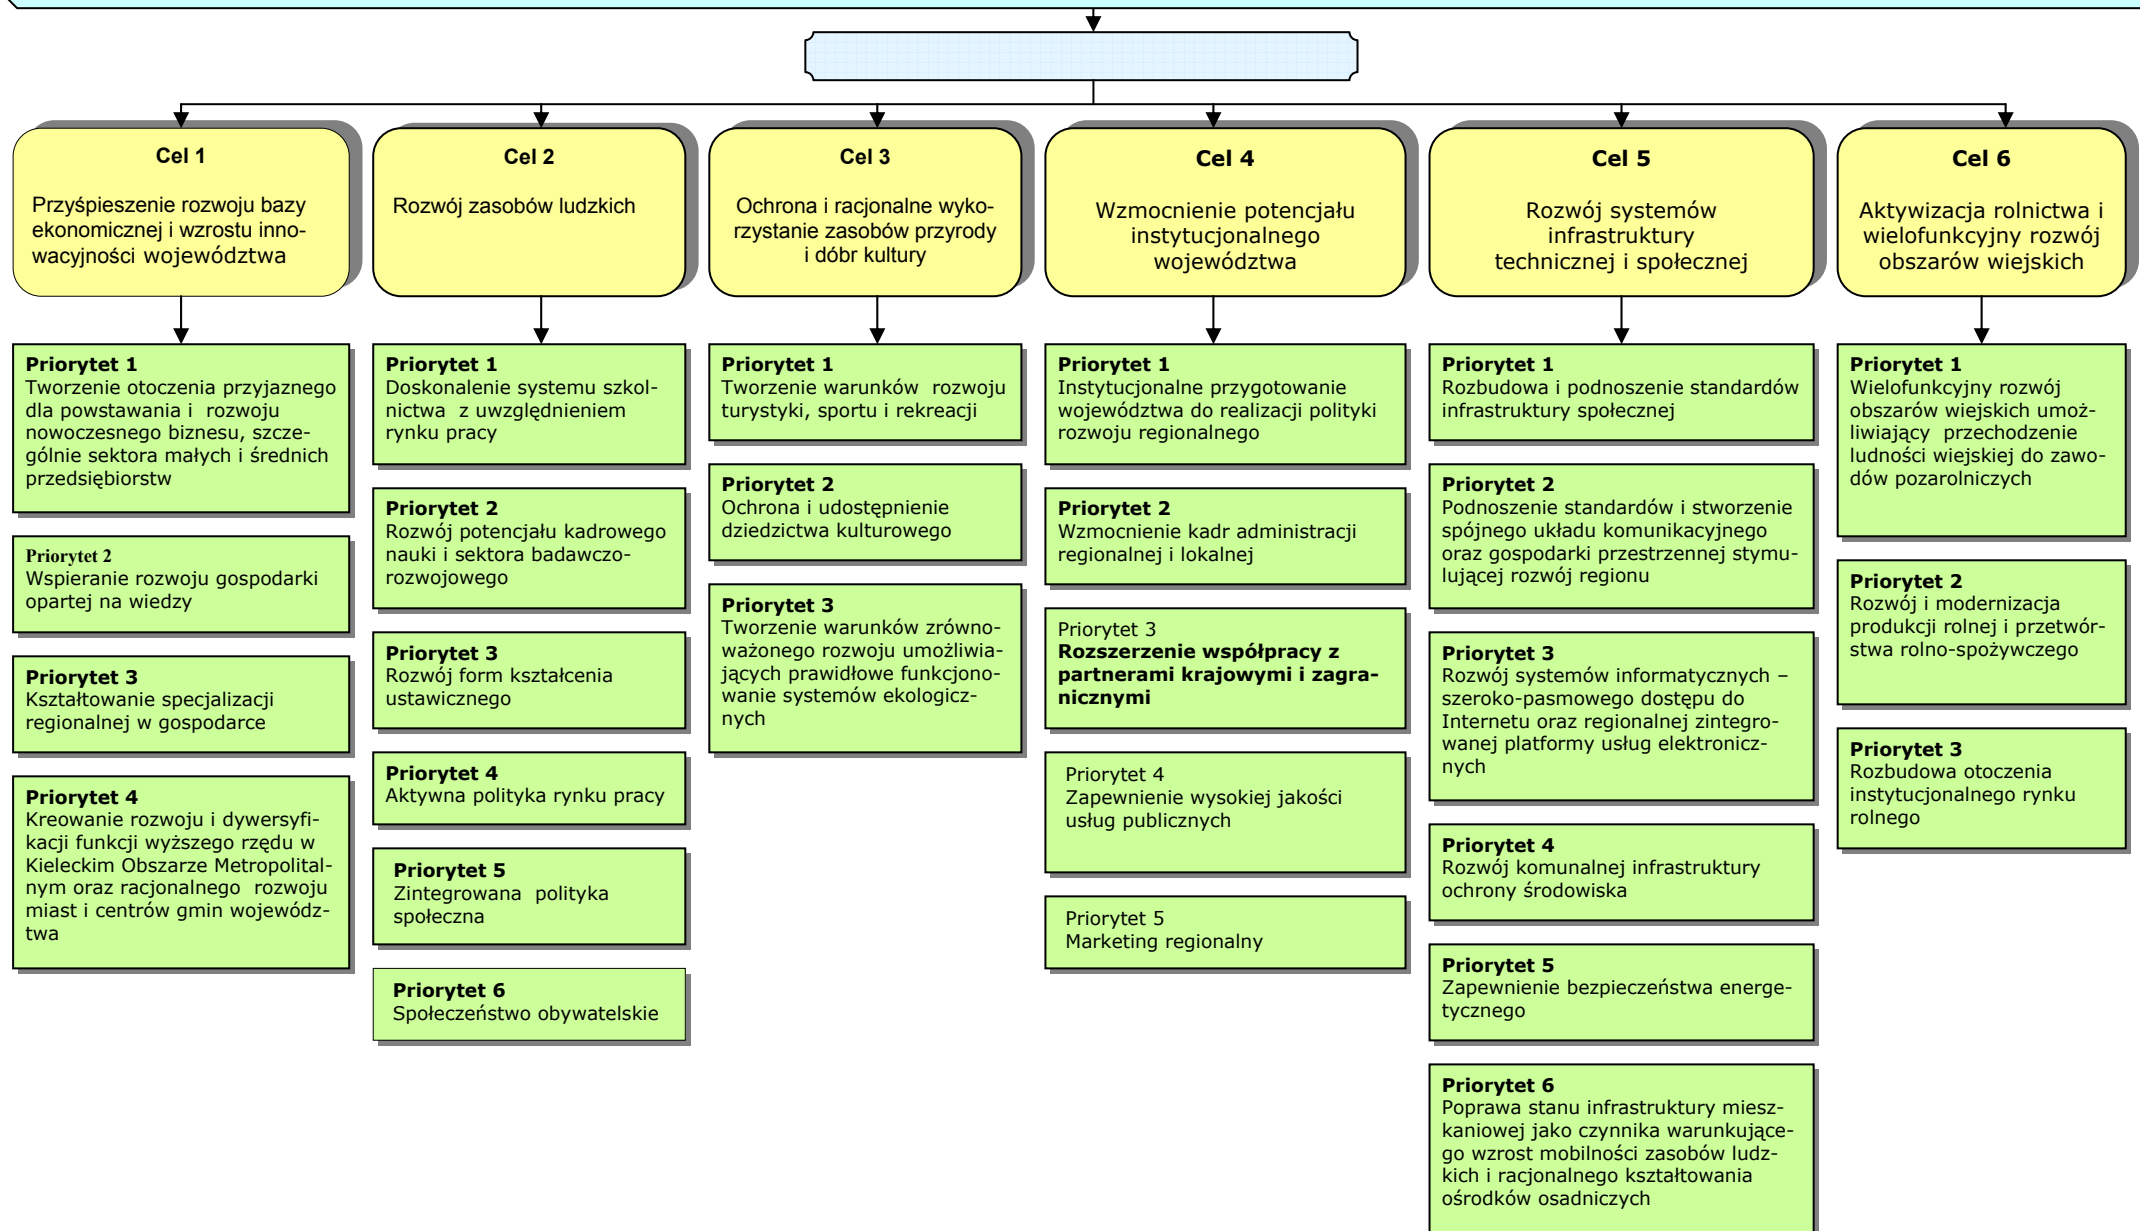 Cel 1
Przyśpieszenie rozwoju bazy
ekonomicznej i wzrostu inno-
wacyjności województwa
Cel 2
Rozwój zasobów ludzkich
Cel 3
Ochrona i racjonalne wyko-
rzystanie zasobów przyrody
i dóbr kultury
Cel 4
Wzmocnienie potencjału
instytucjonalnego
województwa
Cel 5
Rozwój systemów
infrastruktury
technicznej i społecznej
Cel 6
Aktywizacja rolnictwa i
wielofunkcyjny rozwój
obszarów wiejskich
Priorytet 1
Tworzenie otoczenia przyjaznego
dla powstawania i rozwoju
nowoczesnego biznesu, szcze-
gólnie sektora małych i średnich
przedsiębiorstw
Priorytet 2
Wspieranie rozwoju gospodarki
opartej na wiedzy
Priorytet 3
Kształtowanie specjalizacji
regionalnej w gospodarce
Priorytet 4
Kreowanie rozwoju i dywersyfi-
kacji funkcji wyższego rzędu w
Kieleckim Obszarze Metropolital-
nym oraz racjonalnego rozwoju
miast i centrów gmin wojewódz-
twa
Priorytet 1
Doskonalenie systemu szkol-
nictwa z uwzględnieniem
rynku pracy
Priorytet 2
Rozwój potencjału kadrowego
nauki i sektora badawczo-
rozwojowego
Priorytet 3
Rozwój form kształcenia
ustawicznego
Priorytet 4
Aktywna polityka rynku pracy
Priorytet 5
Zintegrowana polityka
społeczna
Priorytet 6
Społeczeństwo obywatelskie
Priorytet 1
Tworzenie warunków rozwoju
turystyki, sportu i rekreacji
Priorytet 2
Ochrona i udostępnienie
dziedzictwa kulturowego
Priorytet 3
Tworzenie warunków zrówno-
ważonego rozwoju umożliwia-
jących prawidłowe funkcjono-
wanie systemów ekologicz-
nych
Priorytet 1
Instytucjonalne przygotowanie
województwa do realizacji polityki
rozwoju regionalnego
Priorytet 2
Wzmocnienie kadr administracji
regionalnej i lokalnej
Priorytet 3
Rozszerzenie współpracy z
partnerami krajowymi i zagra-
nicznymi
Priorytet 4
Zapewnienie wysokiej jakości
usług publicznych
Priorytet 5
Marketing regionalny
Priorytet 1
Rozbudowa i podnoszenie standardów
infrastruktury społecznej
Priorytet 2
Podnoszenie standardów i stworzenie
spójnego układu komunikacyjnego
oraz gospodarki przestrzennej stymu-
lującej rozwój regionu
Priorytet 3
Rozwój systemów informatycznych –
szeroko-pasmowego dostępu do
Internetu oraz regionalnej zintegro-
wanej platformy usług elektronicz-
nych
Priorytet 4
Rozwój komunalnej infrastruktury
ochrony środowiska
Priorytet 5
Zapewnienie bezpieczeństwa energe-
tycznego
Priorytet 6
Poprawa stanu infrastruktury miesz-
kaniowej jako czynnika warunkujące-
go wzrost mobilności zasobów ludz-
kich i racjonalnego kształtowania
ośrodków osadniczych
Priorytet 1
Wielofunkcyjny rozwój
obszarów wiejskich umoż-
liwiający przechodzenie
ludności wiejskiej do zawo-
dów pozarolniczych
Priorytet 2
Rozwój i modernizacja
produkcji rolnej i przetwór-
stwa rolno-spożywczego
Priorytet 3
Rozbudowa otoczenia
instytucjonalnego rynku
rolnego